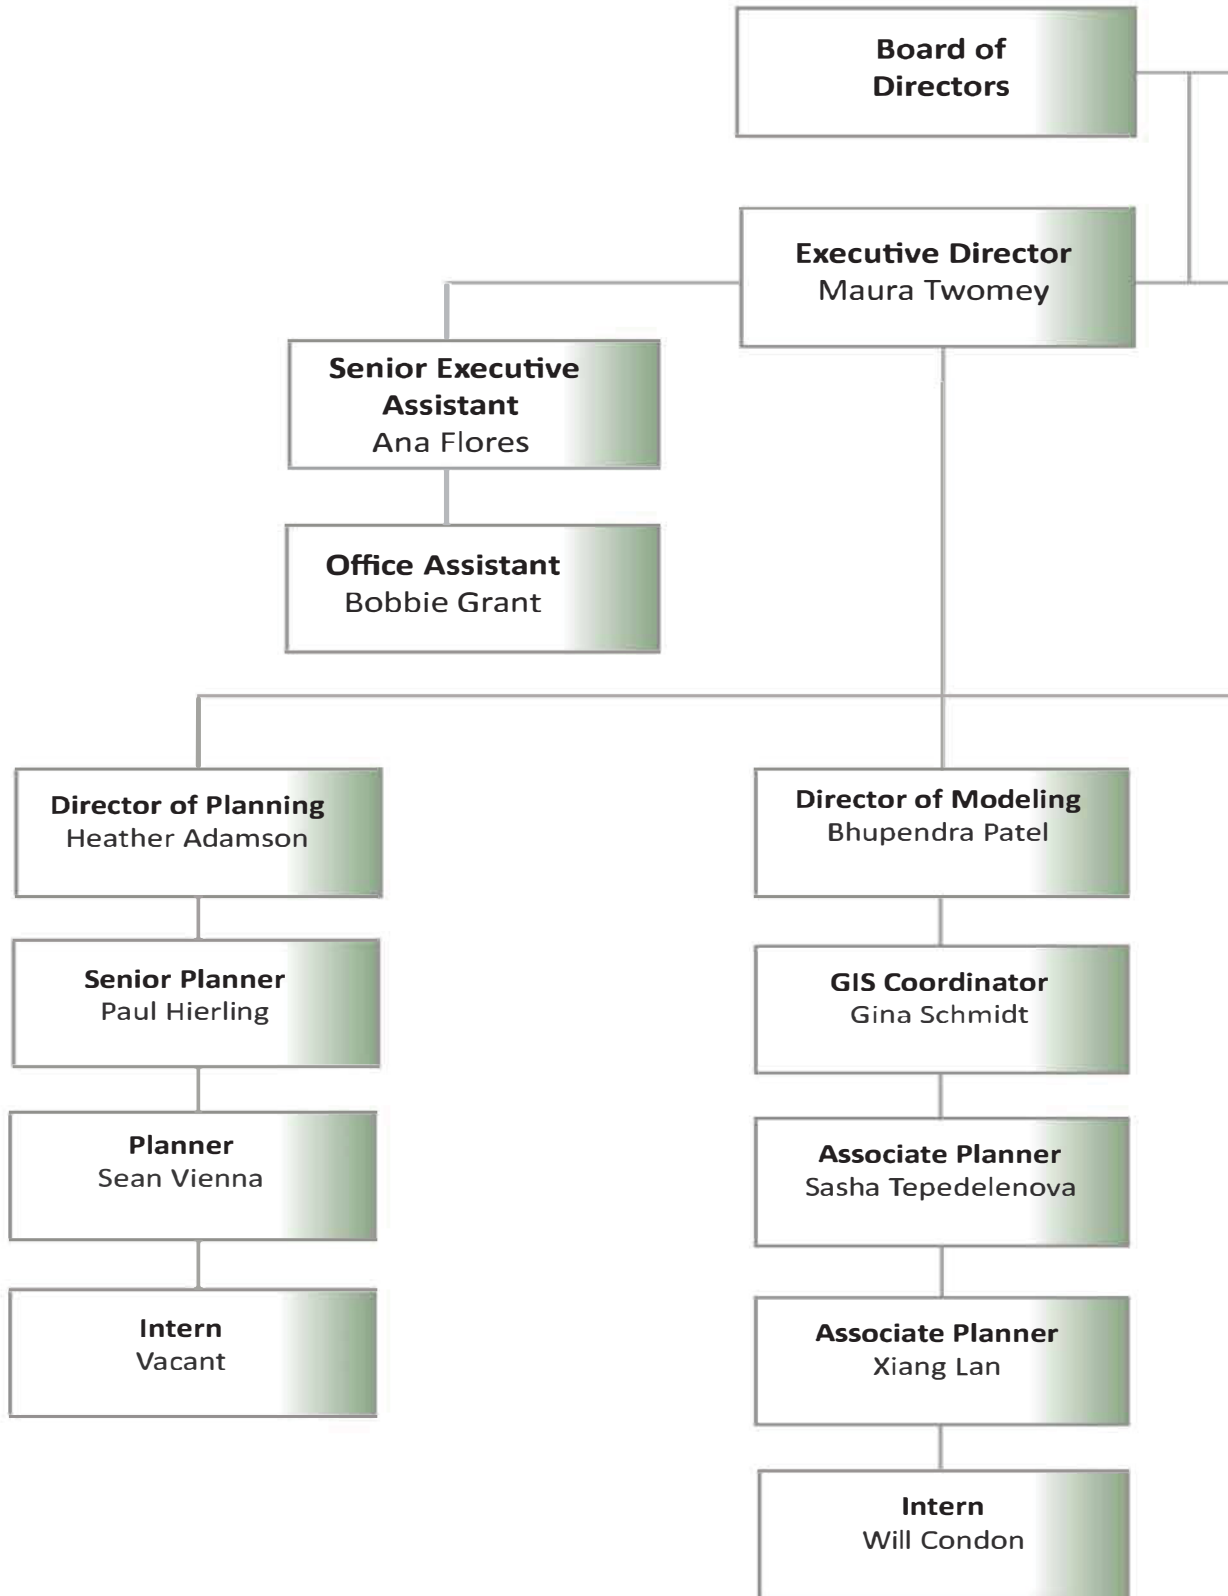 Board of
Directors
Executive Director
Maura Twomey
Senior Executive
Assistant
Ana Flores
Office Assistant
Bobbie Grant
Director of Planning
Heather Adamson
Senior Planner
Paul Hierling
Planner
Sean Vienna
Intern
Vacant
Director of Modeling
Bhupendra Patel
GIS Coordinator
Gina Schmidt
Associate Planner
Sasha Tepedelenova
Associate Planner
Xiang Lan
Intern
Will Condon